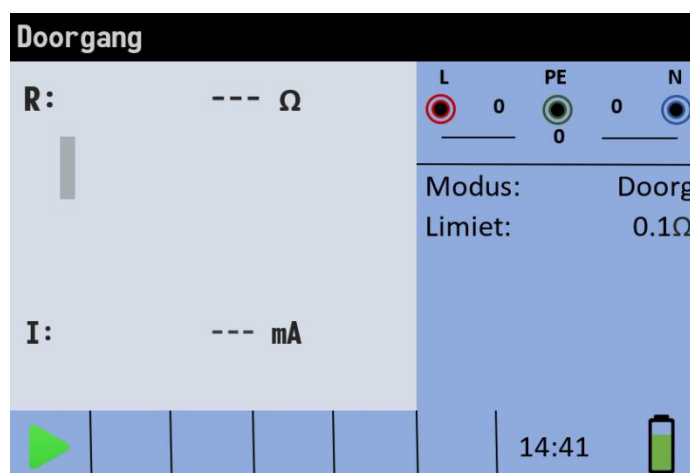 Doorgang
R: --- Ω
I: --- mA
L PE N
0 0
0
Modus: Doorg
Limiet: 0.1Ω
14:41